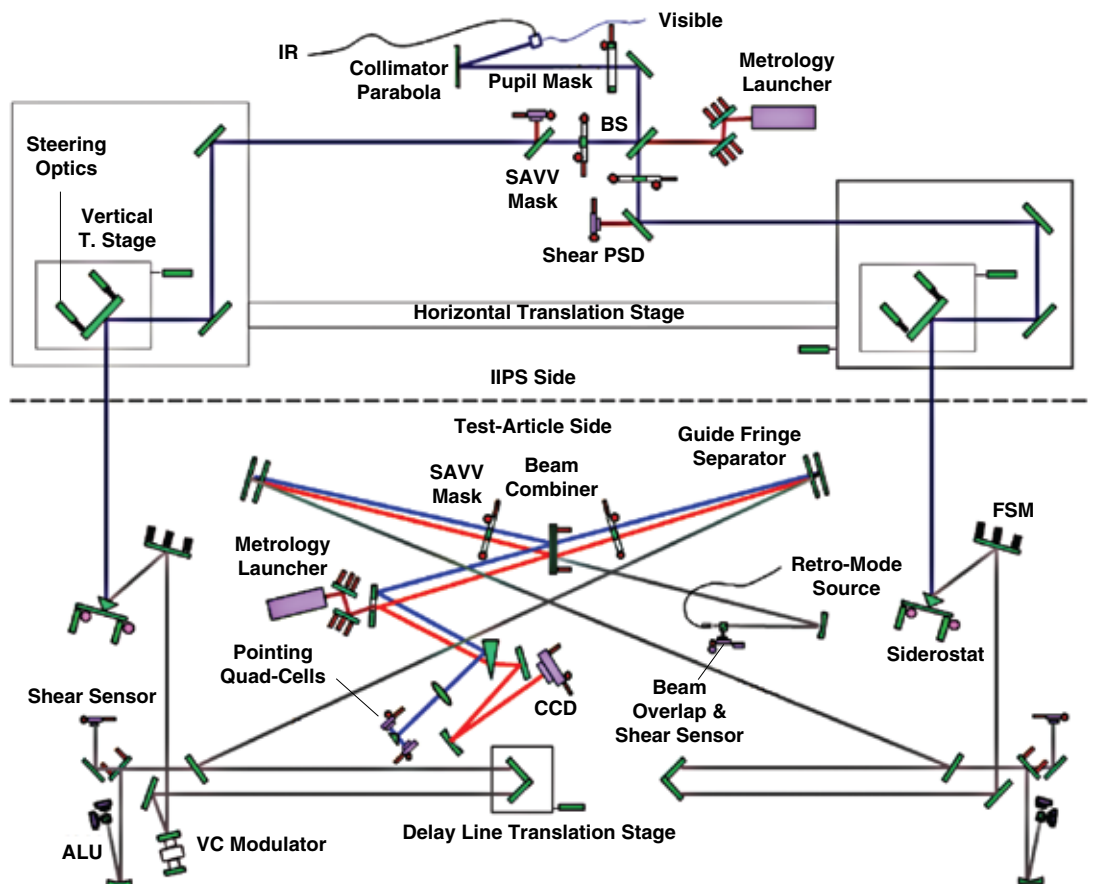 Visible
IR
Collimator
Parabola
Pupil Mask
Metrology
Launcher
BS
Steering
Optics
SAVV
Mask
Vertical
T. Stage
Shear PSD
Horizontal Translation Stage
IIPS Side
Test-Article Side
Guide Fringe
Separator
SAVV
Mask
Beam
Combiner
FSM
Metrology
Launcher
Retro-Mode
Source
Pointing
Quad-Cells
Siderostat
Shear Sensor
CCD
Beam
Overlap &
Shear Sensor
Delay Line Translation Stage
VC Modulator
ALU